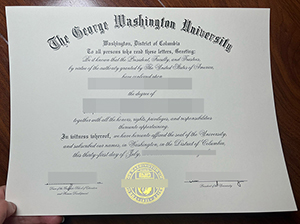 The George Washington University
Washington, District of Columbia
To all persons who read these letters, Greeting:
Be it known that the President, Faculty, and Trustees,
by virtue of the authority granted by The United States of America,
have conferred upon
the degree of
together with all the honors, rights, privileges, and responsibilities
thereunto appertaining.
In witness whereof, we have hereunto affixed the seal of the University,
and subscribed our names, in Washington, in the District of Columbia,
this thirty-first day of July,